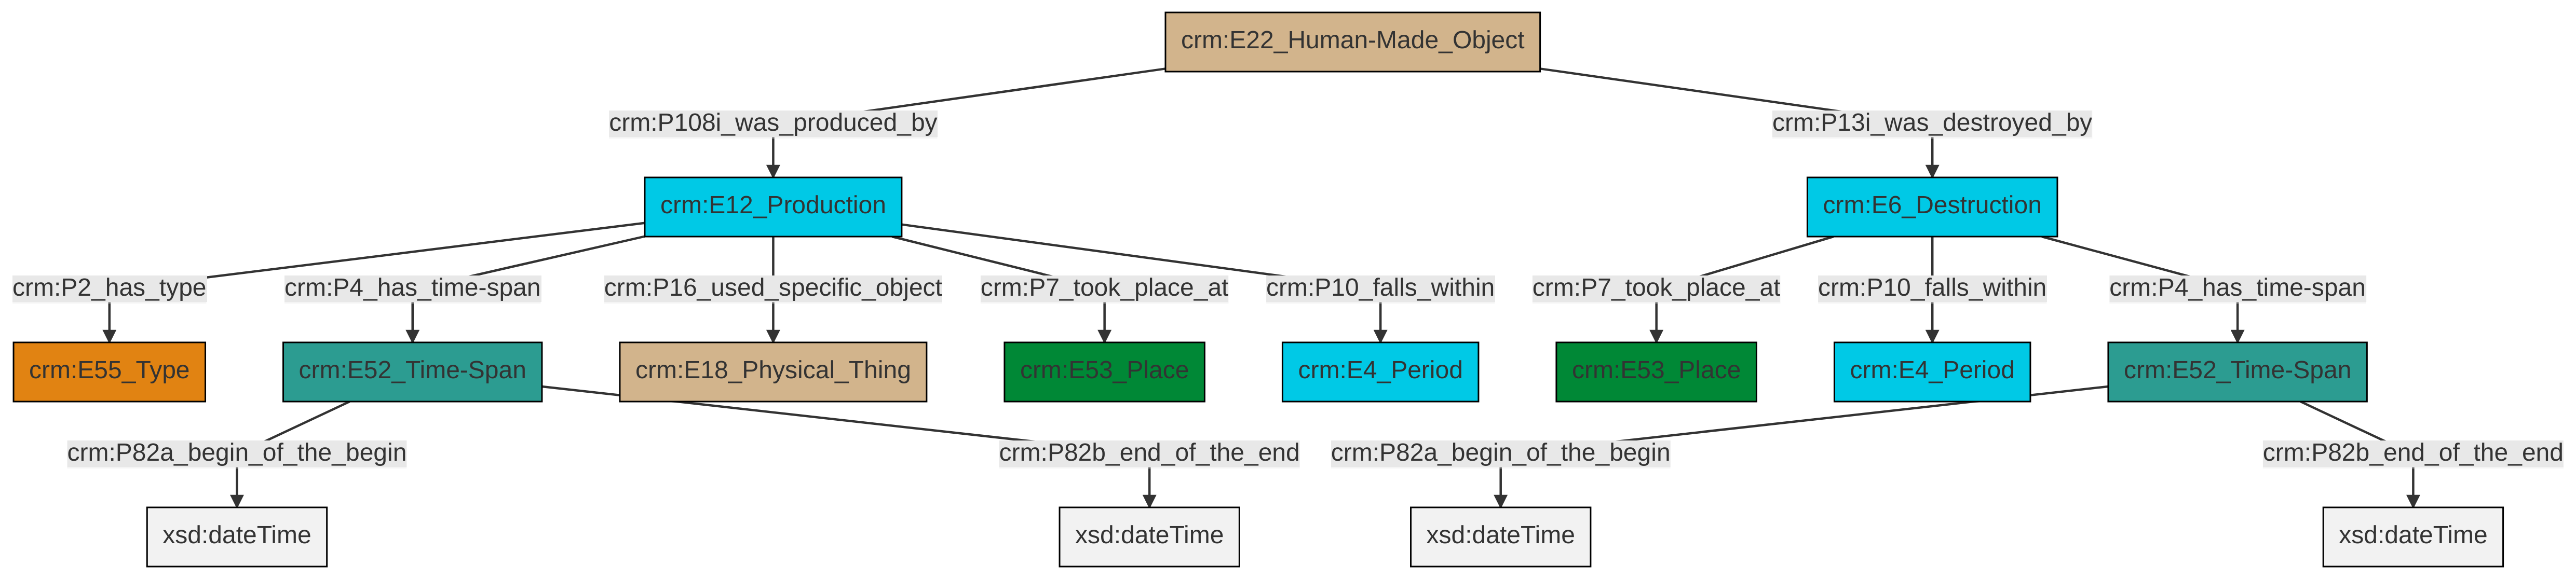 crm:E22_Human-Made_Object
crm:P108i_was_produced_by
crm:P13i_was_destroyed_by
crm:E12_Production
crm:E6_Destruction
crm:P2_has_type
crm:P4_has_time-span
crm:P16_used_specific_object
crm:P7_took_place_at
crm:P10_falls_within
crm:P7_took_place_at
crm:P10_falls_within
crm:P4_has_time-span
crm:E55_Type
crm:E52_Time-Span
crm:E18_Physical_Thing
crm:E53_Place
crm:E4_Period
crm:E53_Place
crm:E4_Period
crm:E52_Time-Span
crm:P82a_begin_of_the_begin
crm:P82b_end_of_the_end
crm:P82a_begin_of_the_begin
crm:P82b_end_of_the_end
xsd:dateTime
xsd:dateTime
xsd:dateTime
xsd:dateTime